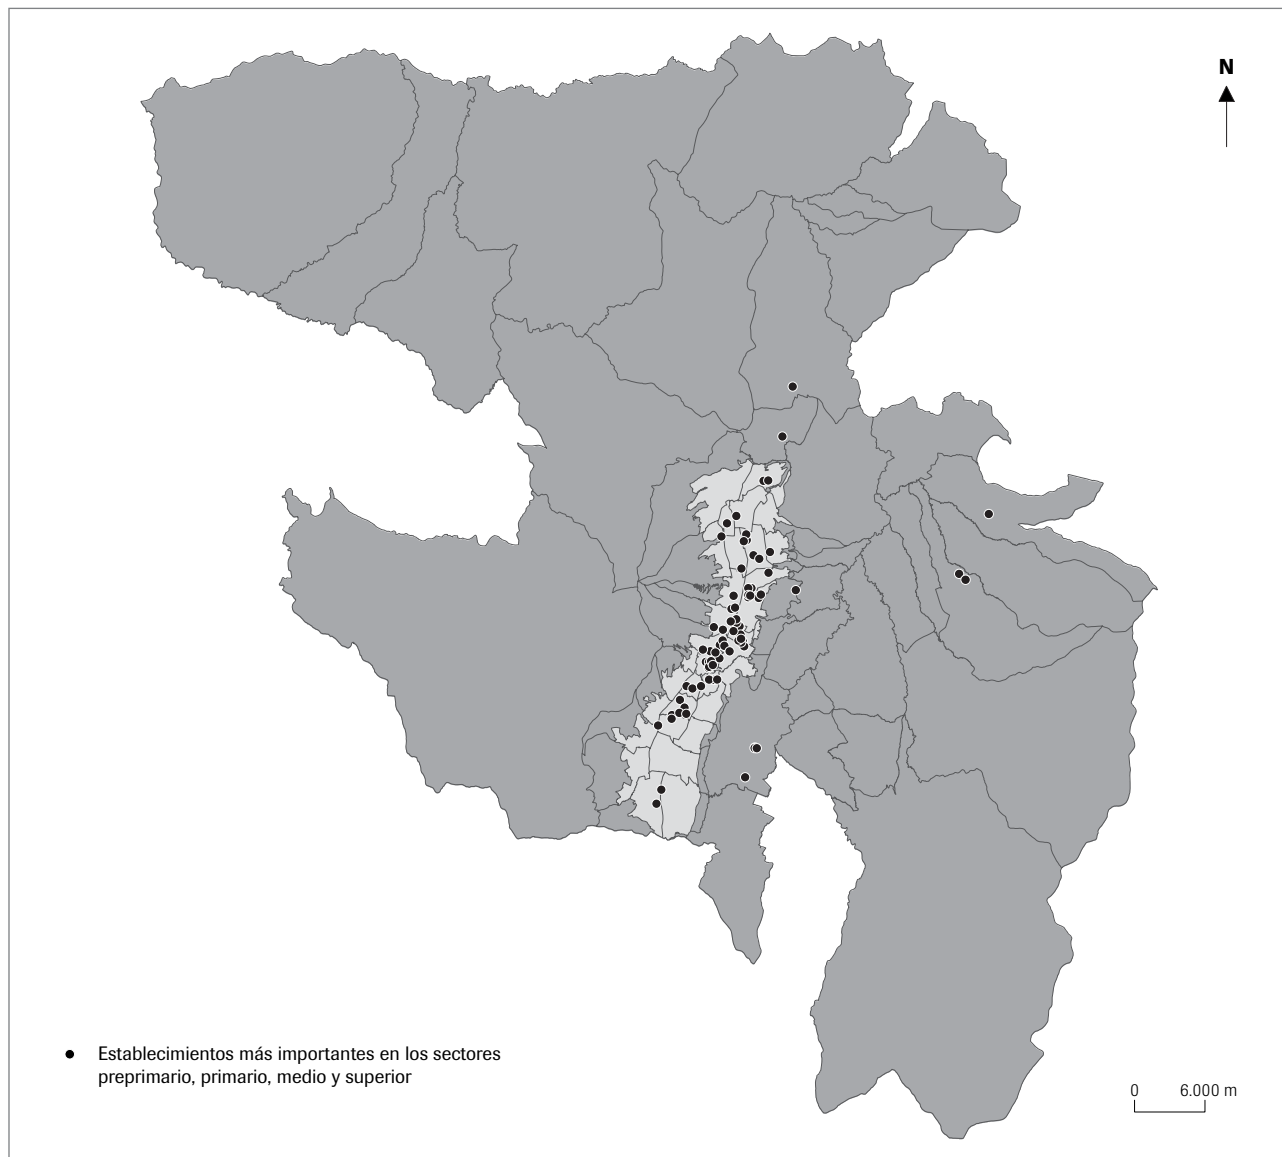 N
Establecimientos más importantes en los sectores
preprimario, primario, medio y superior
0 6.000 m